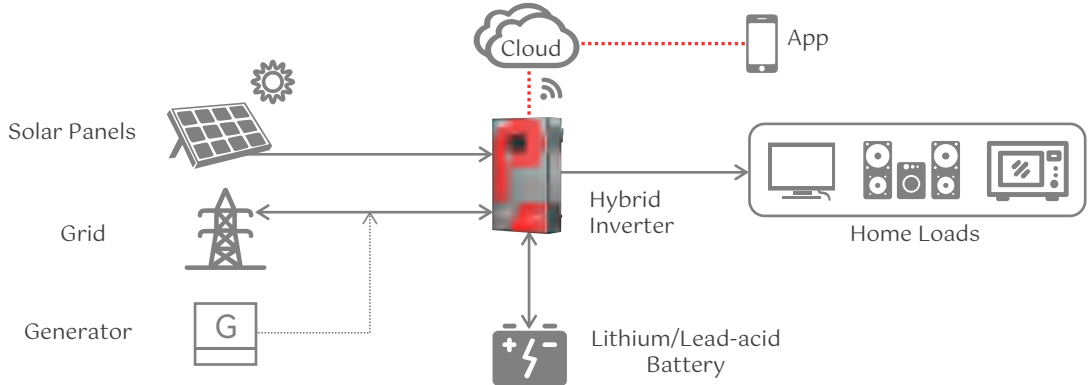 Cloud
App
Solar Panels
Hybrid
Inverter
Grid
Home Loads
Generator
G
Lithium/Lead-acid
Battery